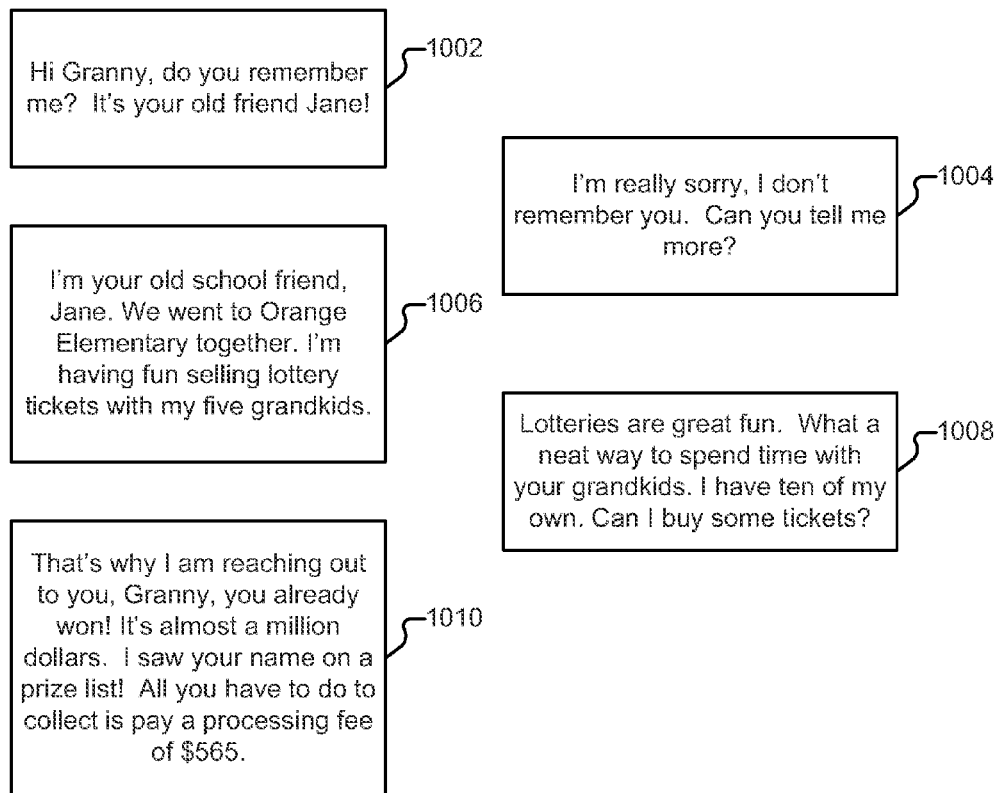 Hi Granny, do you remember
me?  It's your old friend Jane!
1002
I'm really sorry, I don't
remember you.  Can you tell me
more?
1004
I'm your old school friend,
Jane. We went to Orange
Elementary together. I'm
having fun selling lottery
tickets with my five grandkids.
1006
Lotteries are great fun.  What a
neat way to spend time with
your grandkids. I have ten of my
own. Can I buy some tickets?
1008
That's why I am reaching out
to you, Granny, you already
won! It's almost a million
dollars.  I saw your name on a
prize list!  All you have to do to
collect is pay a processing fee
of $565.
1010